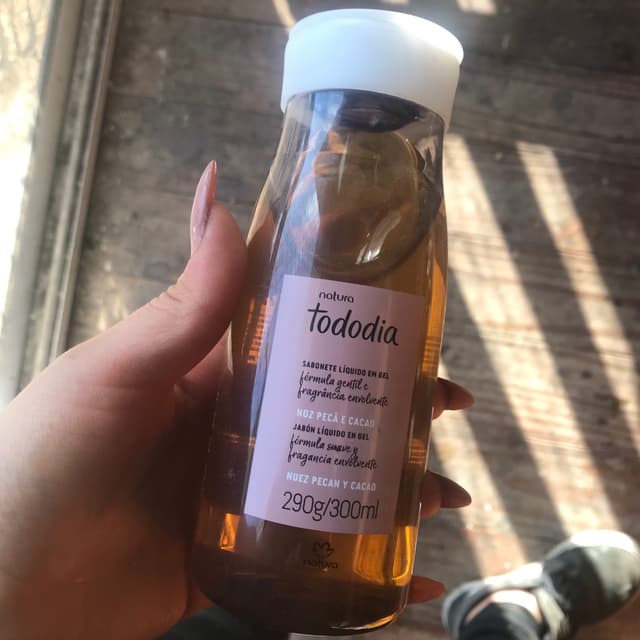 natura
tododia
SABONETE LÍQUIDO EM GEL
fórmula gentil e
fragrância envolvente
NOZ PECÃ E CACAU
JABÓN LÍQUIDO EN GEL
fórmula suave y
fragancia envolvente
NUEZ PECAN Y CACAO
290g/300ml
natura